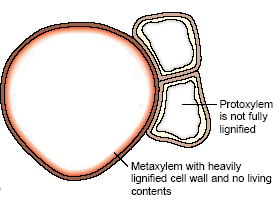 Protoxylem
is not fully
lignified
Metaxylem with heavily
lignified cell wall and no living
contents